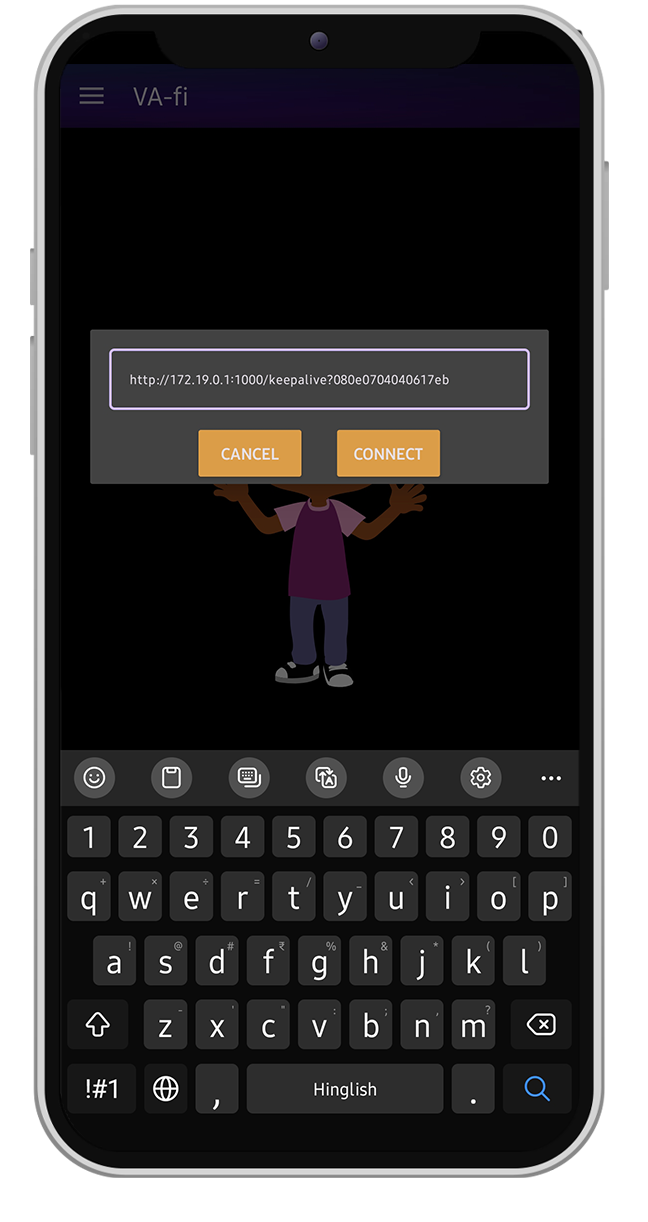 VA-fi
http://172.19.0.1:1000/keepalive?080e0704040617eb
CANCEL CONNECT
1 2 3 4 5 6 7 8 9 0
+ × ÷ = / _ < > [ ]
q w e r t y u i o p
! @ # ₹ % & * ( )
a s d f g h j k l
- ' " : ; , ?
z x c v b n m
!#1 , Hinglish .